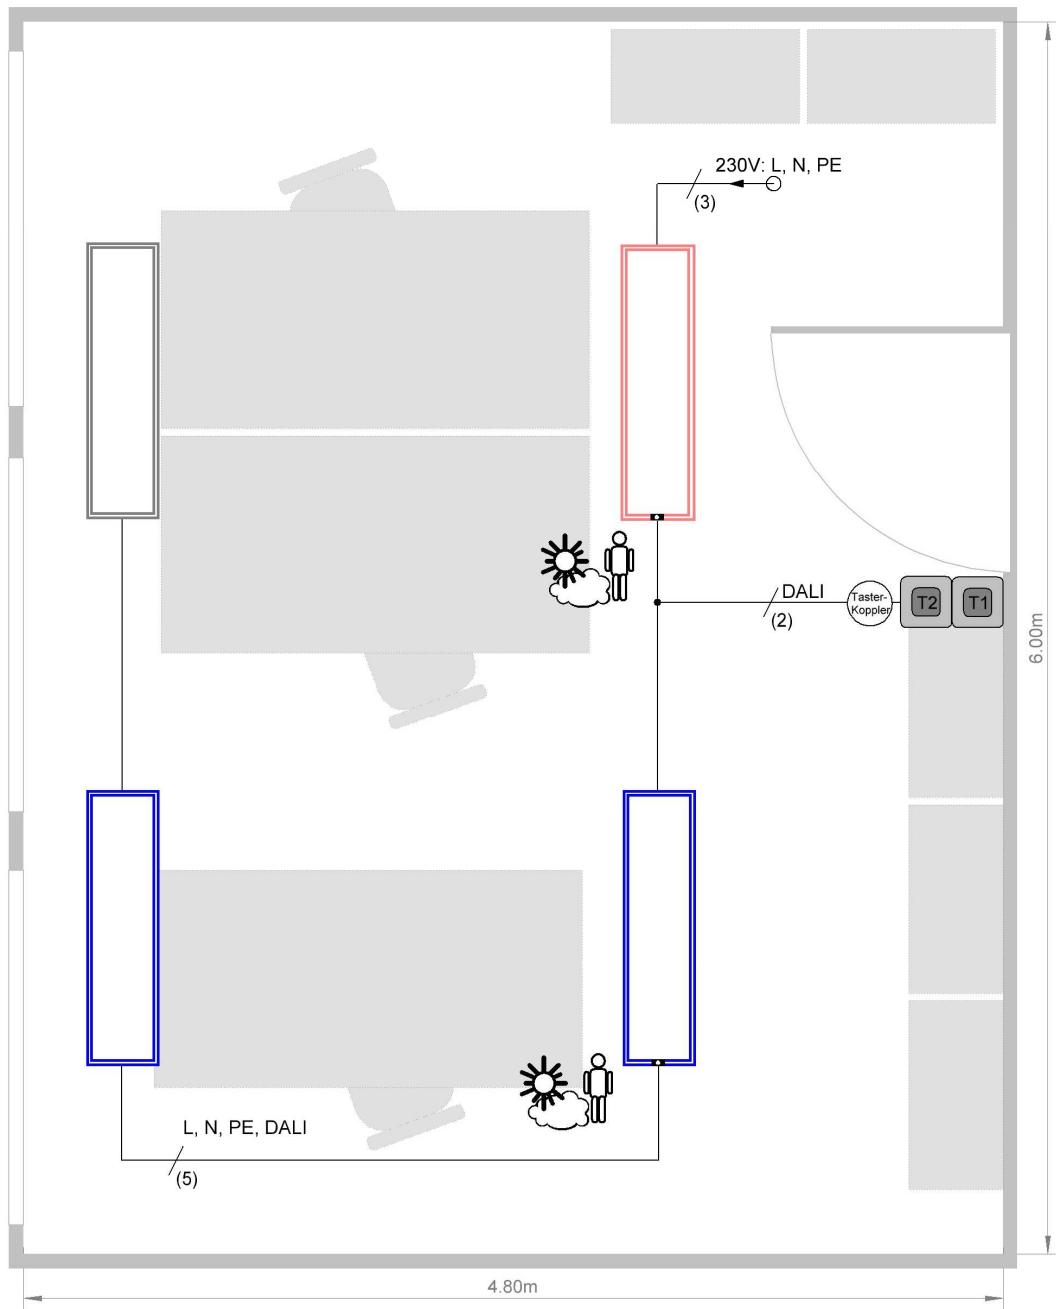 230V: L, N, PE
(3)
DALI
(2)
Taster-
Koppler
T2
T1
6.00m
L, N, PE, DALI
(5)
4.80m